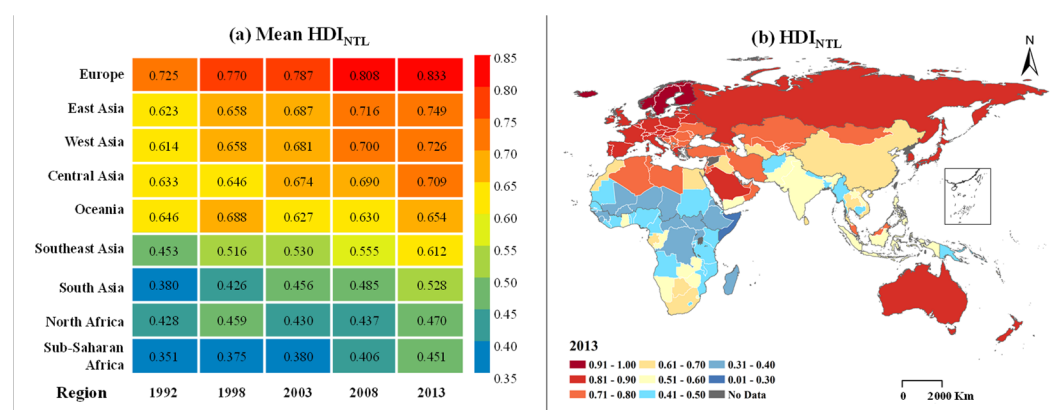 (a) Mean HDI_NTL
Europe 0.725 0.770 0.787 0.808 0.833
East Asia 0.623 0.658 0.687 0.716 0.749
West Asia 0.614 0.658 0.681 0.700 0.726
Central Asia 0.633 0.646 0.674 0.690 0.709
Oceania 0.646 0.688 0.627 0.630 0.654
Southeast Asia 0.453 0.516 0.530 0.555 0.612
South Asia 0.380 0.426 0.456 0.485 0.528
North Africa 0.428 0.459 0.430 0.437 0.470
Sub-Saharan
Africa 0.351 0.375 0.380 0.406 0.451
Region 1992 1998 2003 2008 2013
0.85
0.80
0.75
0.70
0.65
0.60
0.55
0.50
0.45
0.40
0.35
(b) HDI_NTL
N
2013
0.91 - 1.00 0.61 - 0.70 0.31 - 0.40
0.81 - 0.90 0.51 - 0.60 0.01 - 0.30
0.71 - 0.80 0.41 - 0.50 No Data
0 2000 Km